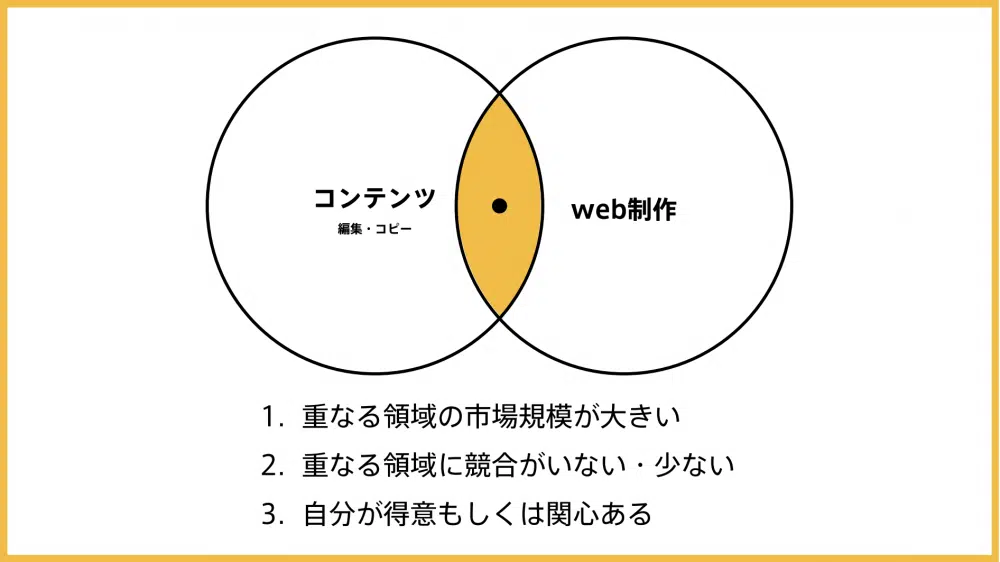 コンテンツ
編集・コピー
web制作
1. 重なる領域の市場規模が大きい
2. 重なる領域に競合がいない・少ない
3. 自分が得意もしくは関心ある